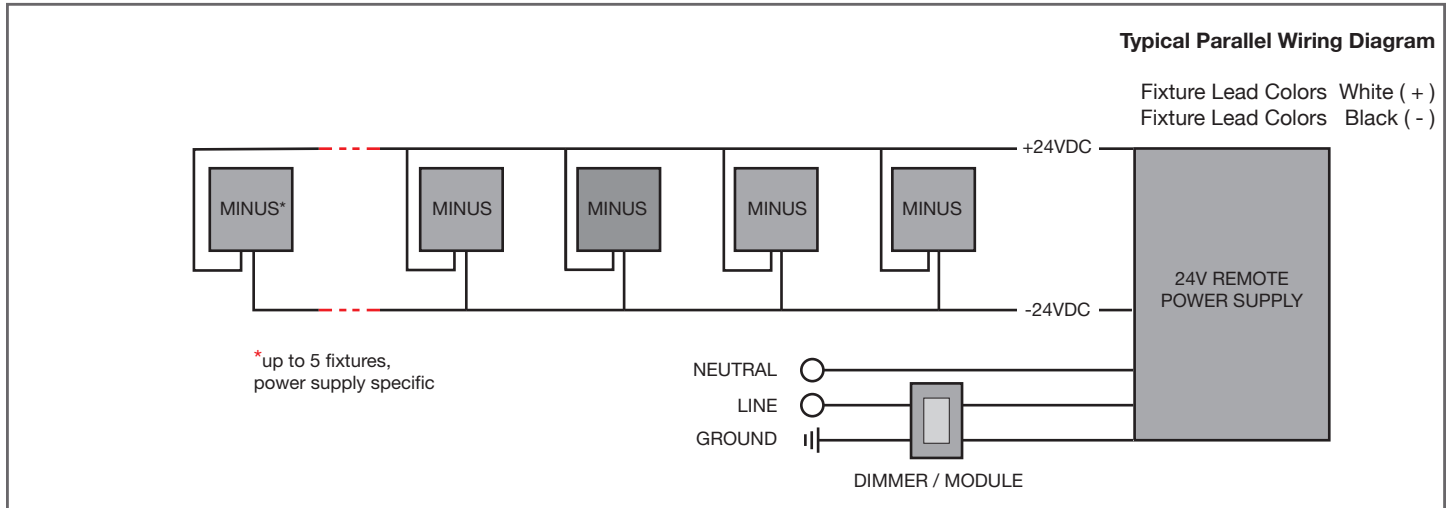 Typical Parallel Wiring Diagram
Fixture Lead Colors White ( + )
Fixture Lead Colors Black ( - )
+24VDC
MINUS*
MINUS
MINUS
MINUS
MINUS
24V REMOTE
POWER SUPPLY
-24VDC
*up to 5 fixtures,
power supply specific
NEUTRAL
LINE
GROUND
DIMMER / MODULE